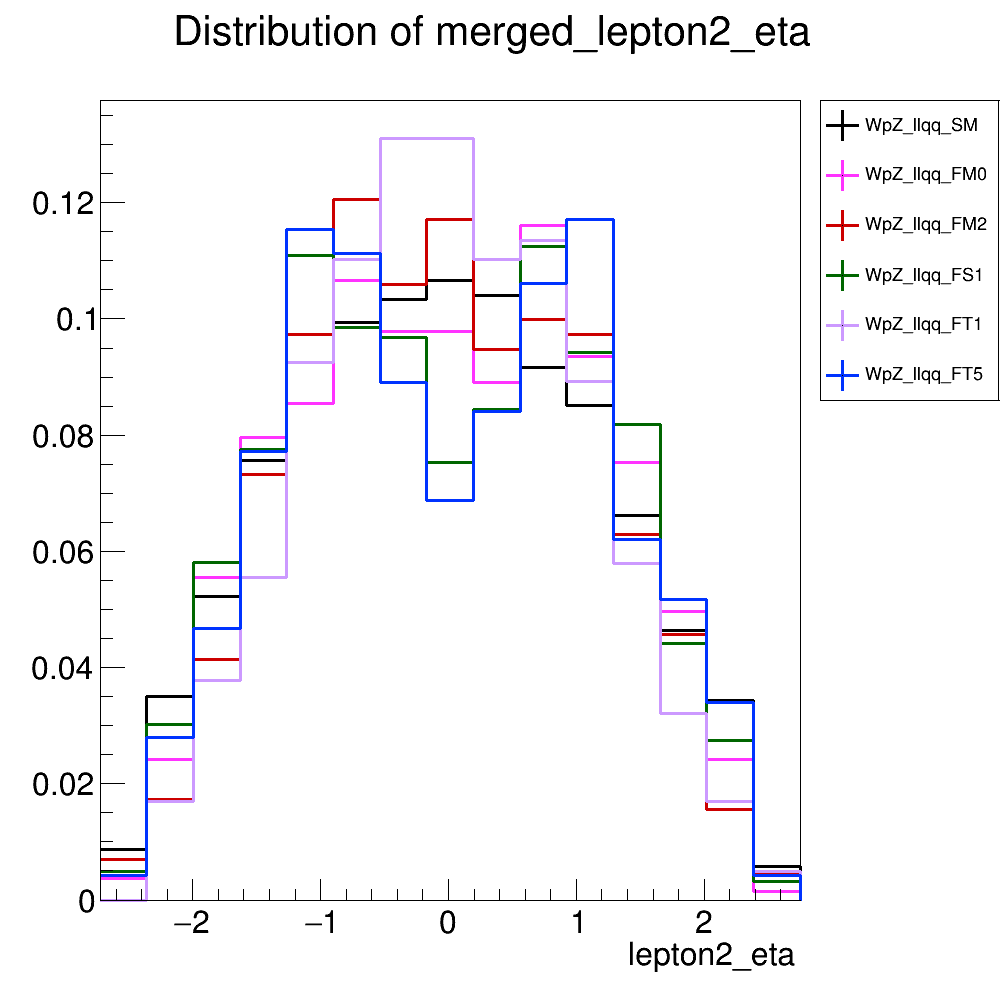 Distribution of merged_lepton2_eta
WpZ_llqq_SM
WpZ_llqq_FM0
WpZ_llqq_FM2
WpZ_llqq_FS1
WpZ_llqq_FT1
WpZ_llqq_FT5
0.12
0.1
0.08
0.06
0.04
0.02
0
−2 −1 0 1 2
lepton2_eta